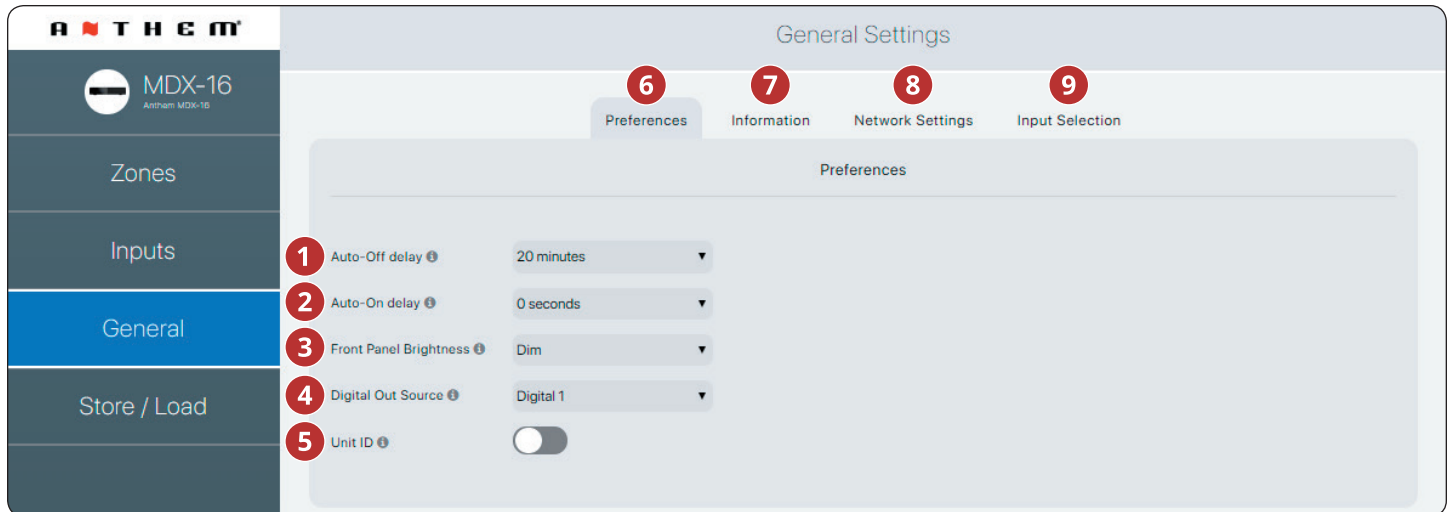 ANTHEM
MDX-16
Anthem MDX-16
Zones
Inputs
General
Store / Load
General Settings
6 7 8 9
Preferences Information Network Settings Input Selection
Preferences
1 Auto-Off delay 20 minutes
2 Auto-On delay 0 seconds
3 Front Panel Brightness Dim
4 Digital Out Source Digital 1
5 Unit ID